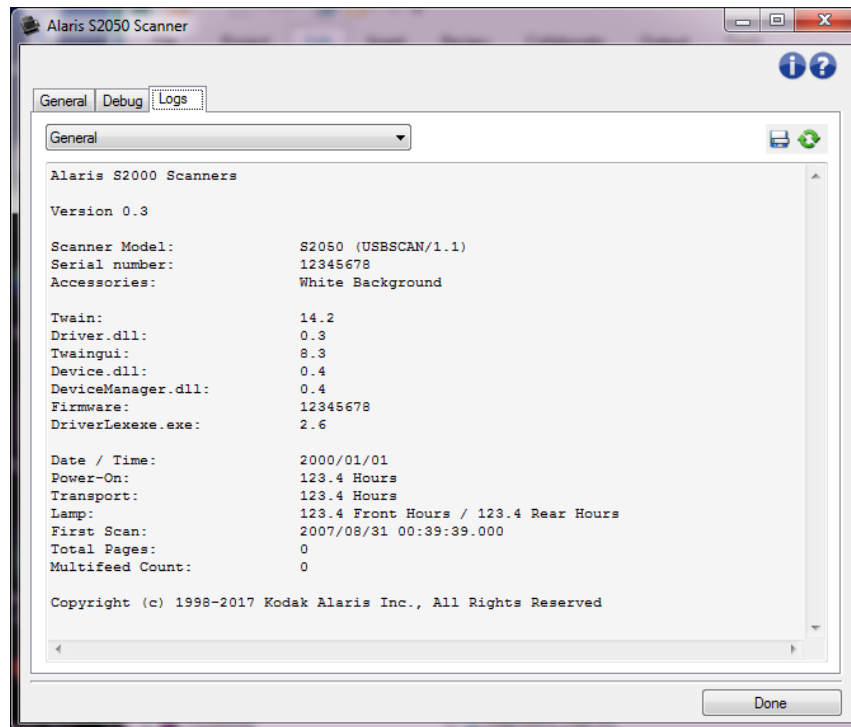 Alaris S2050 Scanner
General Debug Logs
General
Alaris S2000 Scanners
Version 0.3
Scanner Model: S2050 (USBSCAN/1.1)
Serial number: 12345678
Accessories: White Background
Twain: 14.2
Driver.dll: 0.3
Twaingui: 8.3
Device.dll: 0.4
DeviceManager.dll: 0.4
Firmware: 12345678
DriverLexexe.exe: 2.6
Date / Time: 2000/01/01
Power-On: 123.4 Hours
Transport: 123.4 Hours
Lamp: 123.4 Front Hours / 123.4 Rear Hours
First Scan: 2007/08/31 00:39:39.000
Total Pages: 0
Multifeed Count: 0
Copyright (c) 1998-2017 Kodak Alaris Inc., All Rights Reserved
Done